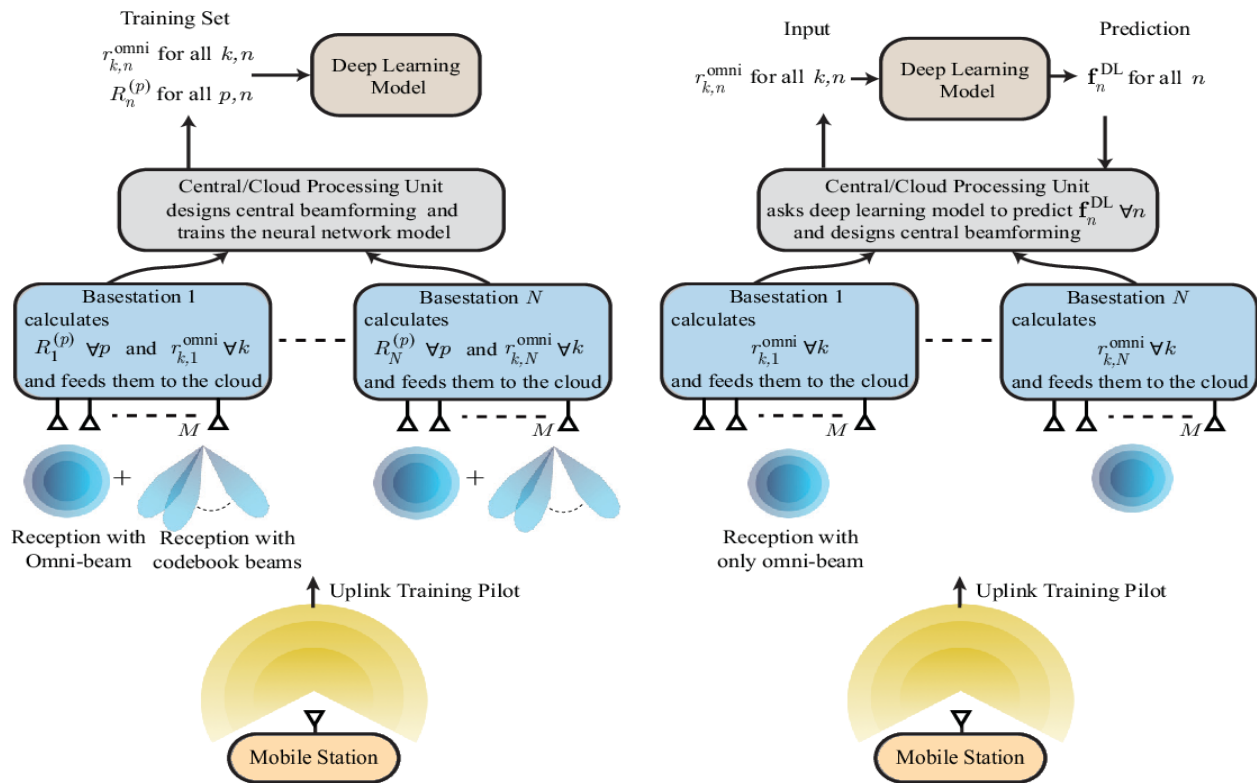 Training Set
r_{k,n}^{omni} for all k, n
R_n^{(p)} for all p, n
Deep Learning
Model
Central/Cloud Processing Unit
designs central beamforming and
trains the neural network model
Basestation 1
calculates
R_1^{(p)} ∀p and r_{k,1}^{omni} ∀k
and feeds them to the cloud
Basestation N
calculates
R_N^{(p)} ∀p and r_{k,N}^{omni} ∀k
and feeds them to the cloud
M
M
+
+
Reception with
Omni-beam
Reception with
codebook beams
Uplink Training Pilot
Mobile Station
Input
r_{k,n}^{omni} for all k, n
Deep Learning
Model
Prediction
f_n^{DL} for all n
Central/Cloud Processing Unit
asks deep learning model to predict f_n^{DL} ∀n
and designs central beamforming
Basestation 1
calculates
r_{k,1}^{omni} ∀k
and feeds them to the cloud
Basestation N
calculates
r_{k,N}^{omni} ∀k
and feeds them to the cloud
M
M
Reception with
only omni-beam
Uplink Training Pilot
Mobile Station